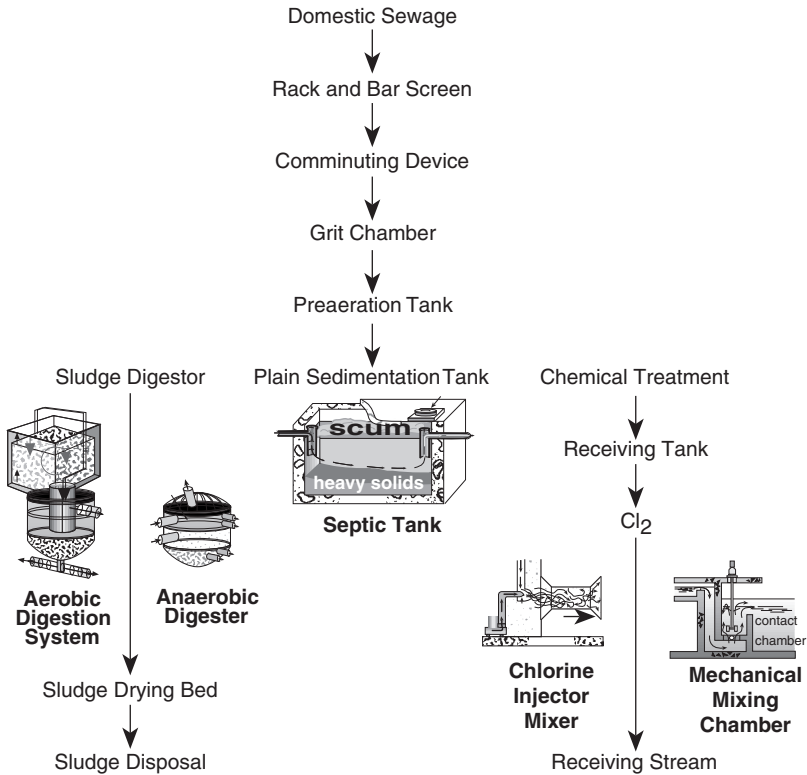 Domestic Sewage
Rack and Bar Screen
Comminuting Device
Grit Chamber
Preaeration Tank
Sludge Digestor
Plain Sedimentation Tank
Chemical Treatment
scum
heavy solids
Septic Tank
Receiving Tank
Cl2
Aerobic
Digestion
System
Anaerobic
Digester
contact
chamber
Chlorine
Injector
Mixer
Mechanical
Mixing
Chamber
Sludge Drying Bed
Sludge Disposal
Receiving Stream